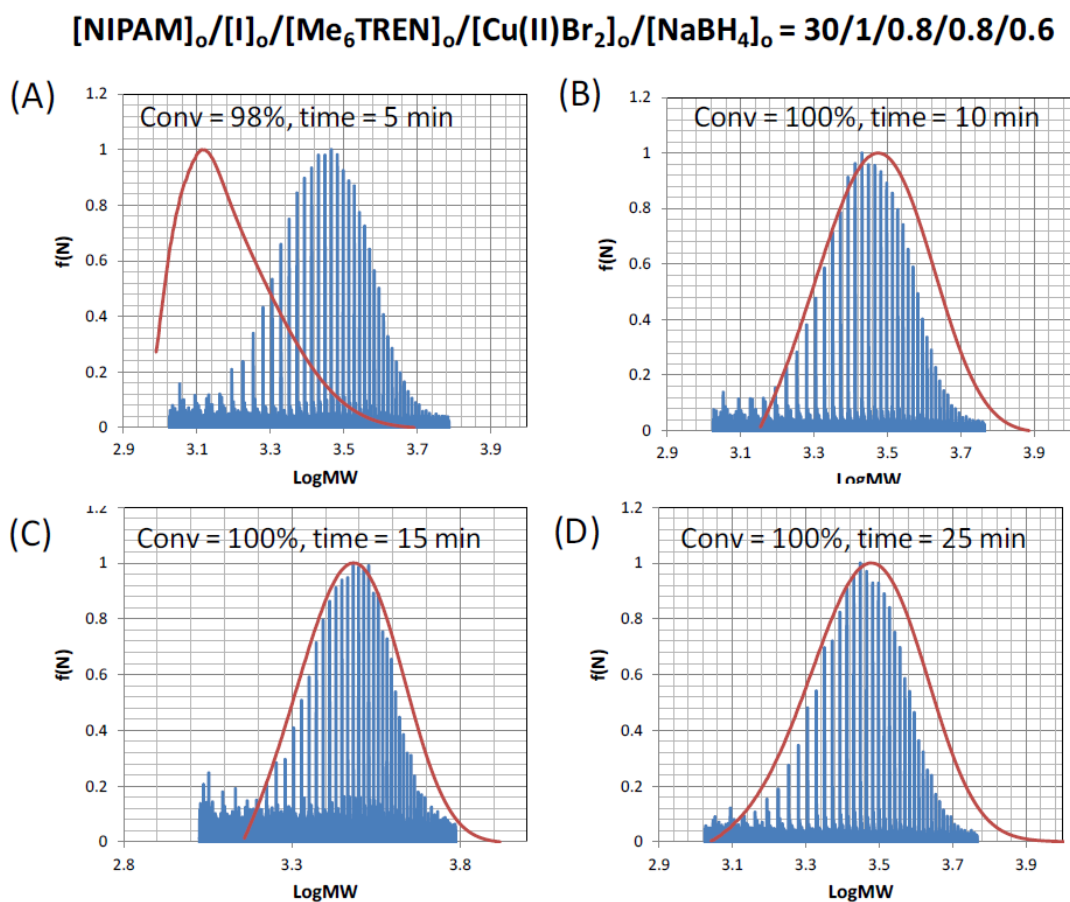 [NIPAM]o/[I]o/[Me6TREN]o/[Cu(II)Br2]o/[NaBH4]o = 30/1/0.8/0.8/0.6
(A)
Conv = 98%, time = 5 min
1.2
1
0.8
0.6
0.4
0.2
0
f(N)
2.9 3.1 3.3 3.5 3.7 3.9
LogMW
(B)
Conv = 100%, time = 10 min
1.2
1
0.8
0.6
0.4
0.2
0
f(N)
2.9 3.1 3.3 3.5 3.7 3.9
LogMW
(C)
Conv = 100%, time = 15 min
1.2
1
0.8
0.6
0.4
0.2
0
f(N)
2.8 3.3 3.8
LogMW
(D)
Conv = 100%, time = 25 min
1.2
1
0.8
0.6
0.4
0.2
0
f(N)
2.9 3.1 3.3 3.5 3.7 3.9
LogMW